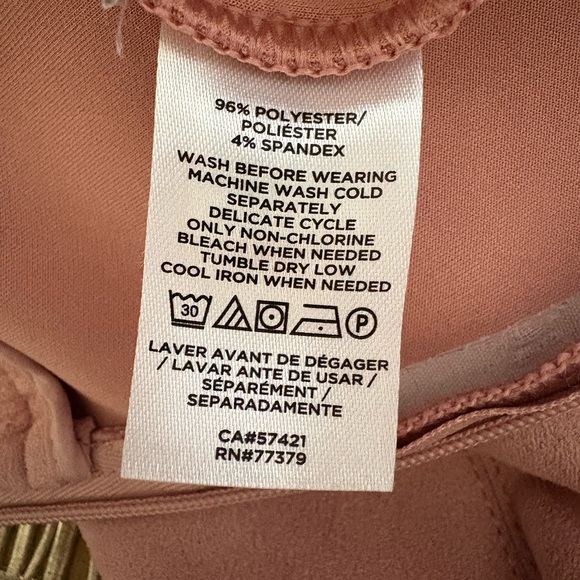 96% POLYESTER/
POLIÉSTER
4% SPANDEX
WASH BEFORE WEARING
MACHINE WASH COLD
SEPARATELY
DELICATE CYCLE
ONLY NON-CHLORINE
BLEACH WHEN NEEDED
TUMBLE DRY LOW
COOL IRON WHEN NEEDED
30 P
LAVER AVANT DE DÉGAGER
/ LAVAR ANTE DE USAR /
SÉPARÉMENT /
SEPARADAMENTE
CA#57421
RN#77379